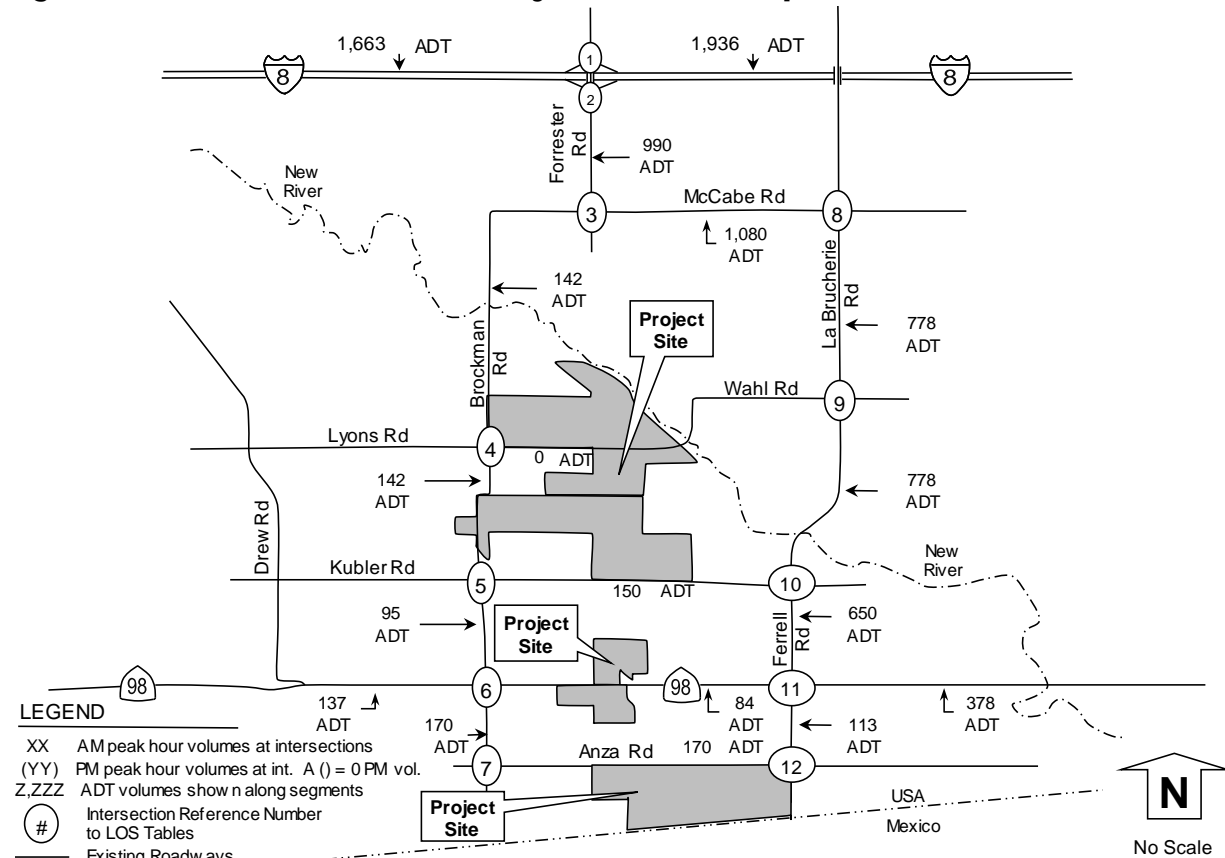 1,663 ADT
1,936 ADT
8
8
1
2
Forrester Rd
990 ADT
New River
McCabe Rd
3
8
1,080 ADT
142 ADT
La Brucherie Rd
Project Site
778 ADT
Brockman Rd
Wahl Rd
9
Lyons Rd
4
0 ADT
142 ADT
778 ADT
Drew Rd
New River
Kubler Rd
5
10
150 ADT
95 ADT
Project Site
650 ADT
Ferrell Rd
98
6
98
11
137 ADT
84 ADT
378 ADT
LEGEND
170 ADT
113 ADT
XX AM peak hour volumes at intersections
(YY) PM peak hour volumes at int. A () = 0 PM vol.
Z,ZZZ ADT volumes shown along segments
# Intersection Reference Number
to LOS Tables
Existing Roadways
7
Anza Rd
170 ADT
12
Project Site
USA
Mexico
N
No Scale